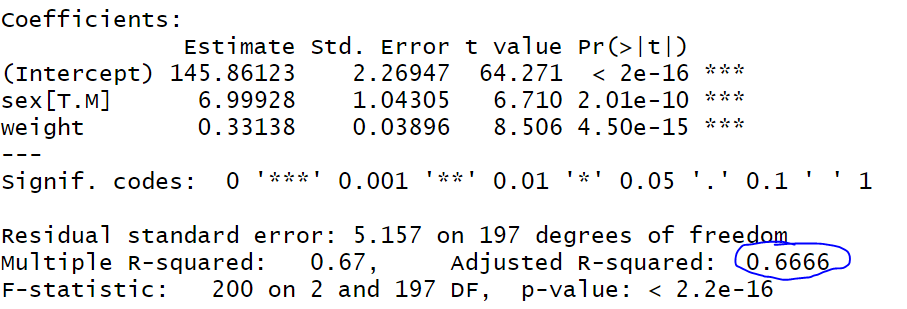 Coefficients:
Estimate Std. Error t value Pr(>|t|)
(Intercept) 145.86123 2.26947 64.271 < 2e-16 ***
sex[T.M] 6.99928 1.04305 6.710 2.01e-10 ***
weight 0.33138 0.03896 8.506 4.50e-15 ***
---
Signif. codes: 0 '***' 0.001 '**' 0.01 '*' 0.05 '.' 0.1 ' ' 1
Residual standard error: 5.157 on 197 degrees of freedom
Multiple R-squared: 0.67, Adjusted R-squared: 0.6666
F-statistic: 200 on 2 and 197 DF, p-value: < 2.2e-16